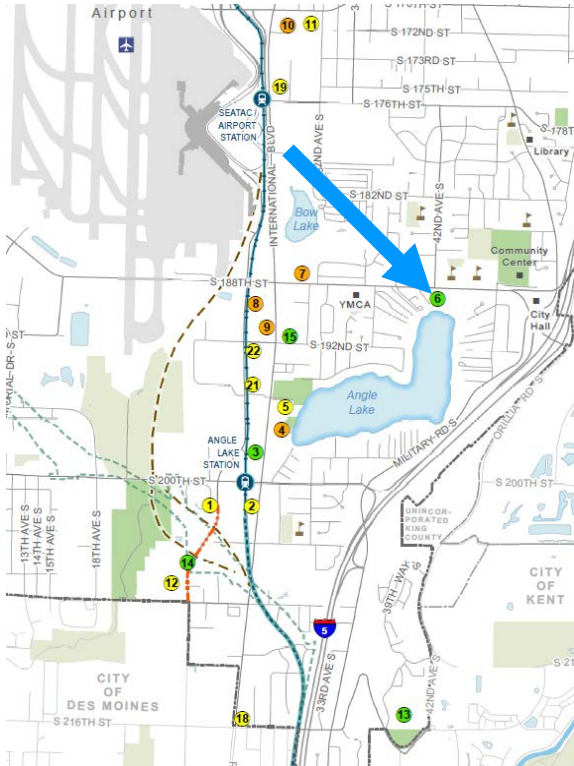 Airport
S 170TH ST
10
11
S 172ND ST
S 173RD ST
19
S 175TH ST
S 176TH ST
SEATAC /
AIRPORT
STATION
INTERNATIONAL BLVD
S 178T
Library
S 182ND ST
42ND AVE S
Bow
Lake
Community
Center
7
S 188TH ST
6
8
YMCA
City
Hall
9
15
S 192ND ST
22
21
Angle
Lake
5
4
MILITARY RD S
ORILLIA RD S
ANGLE
LAKE
STATION
3
S 200TH ST
1
2
UNINCOR-
PORATED
KING
COUNTY
13TH AVE S
14TH AVE S
15TH AVE S
18TH AVE S
14
12
39TH WAY S
CITY
OF
KENT
5
33RD AVE S
42ND AVE S
CITY
OF
DES MOINES
S 216TH ST
18
13
S 21